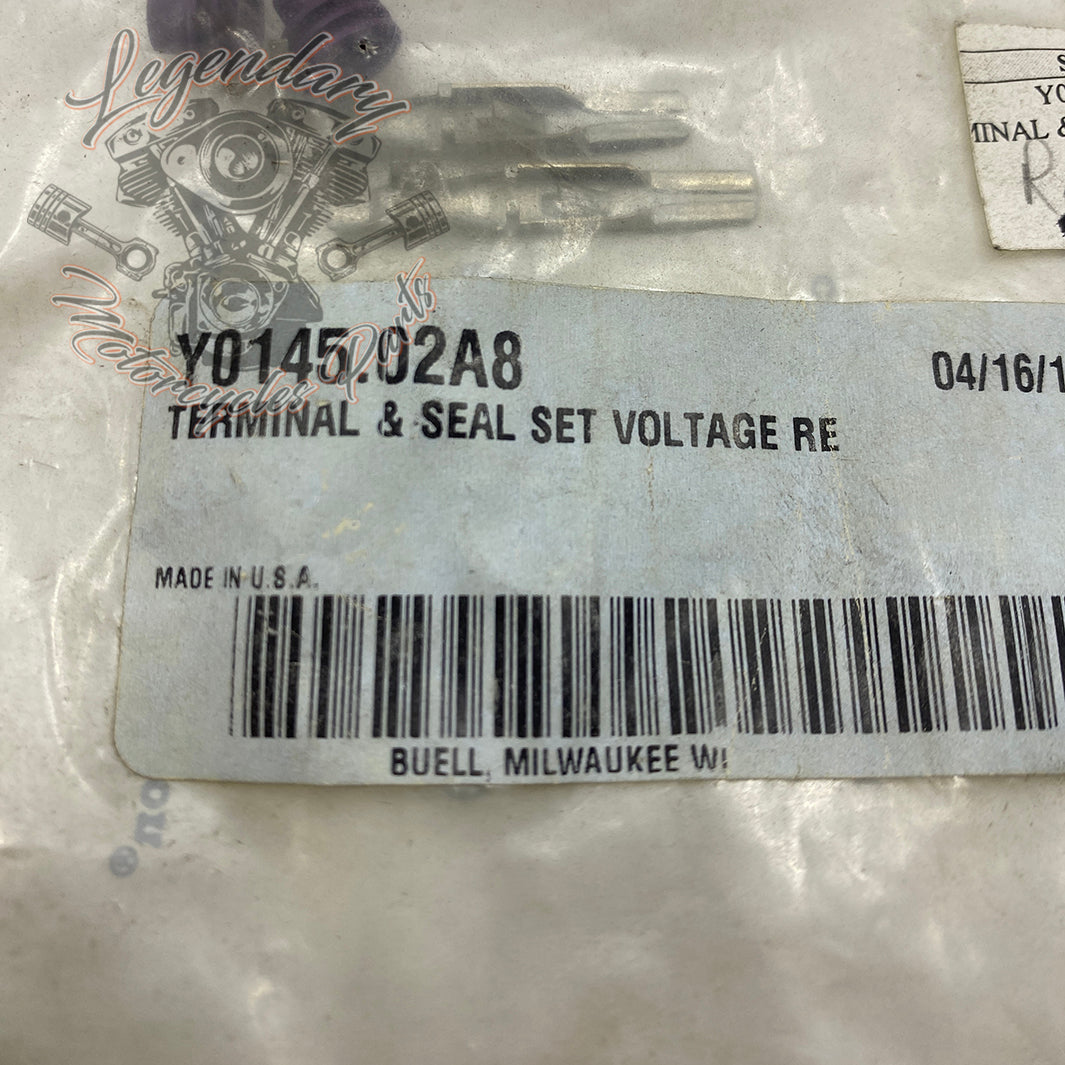 Legendary
Motorcycles Parts
Y0
MINAL &
R
Y0145.02A8
04/16/1
TERMINAL & SEAL SET VOLTAGE RE
MADE IN U.S.A.
BUELL, MILWAUKEE WI